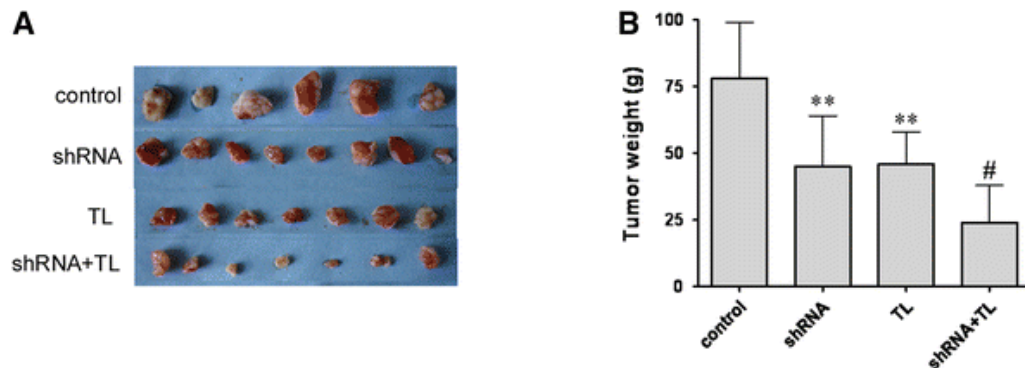 A
control
shRNA
TL
shRNA+TL
B
Tumor weight (g)
100
75
50
25
0
**
**
#
control
shRNA
TL
shRNA+TL